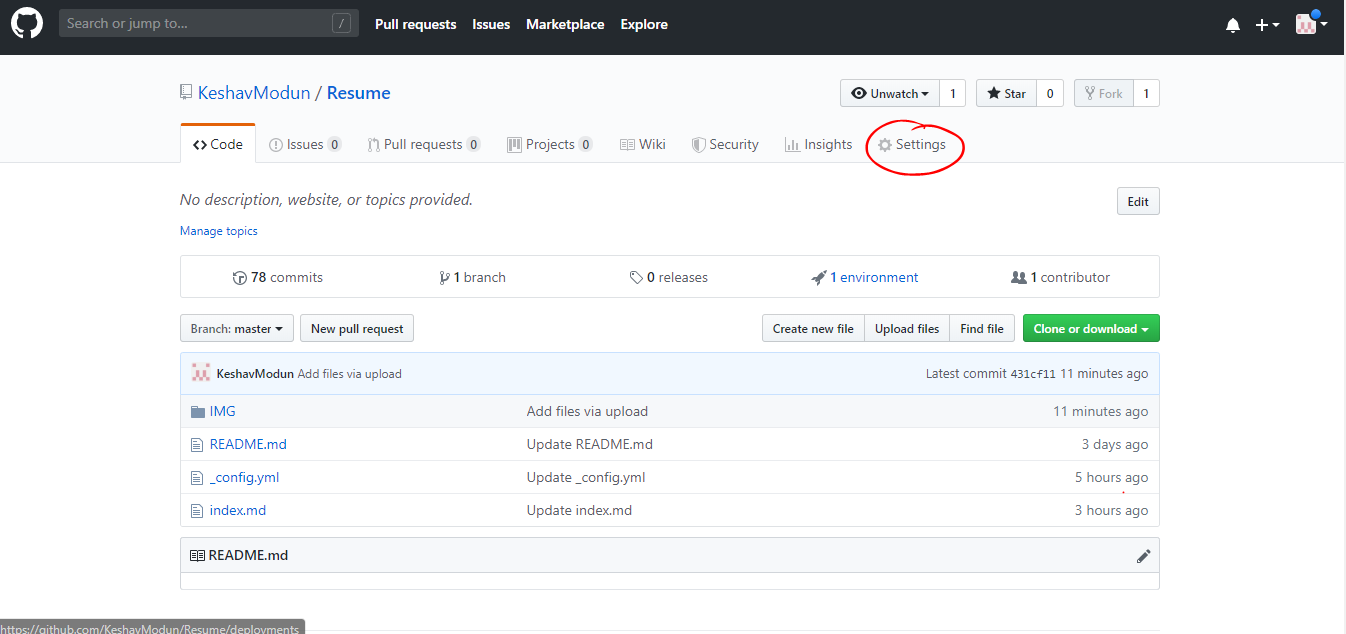 Search or jump to... / Pull requests Issues Marketplace Explore
KeshavModun / Resume Unwatch 1 Star 0 Fork 1
Code Issues 0 Pull requests 0 Projects 0 Wiki Security Insights Settings
No description, website, or topics provided. Edit
Manage topics
78 commits 1 branch 0 releases 1 environment 1 contributor
Branch: master New pull request Create new file Upload files Find file Clone or download
KeshavModun Add files via upload Latest commit 431cf11 11 minutes ago
IMG Add files via upload 11 minutes ago
README.md Update README.md 3 days ago
_config.yml Update _config.yml 5 hours ago
index.md Update index.md 3 hours ago
README.md
https://github.com/KeshavModun/Resume/deployments